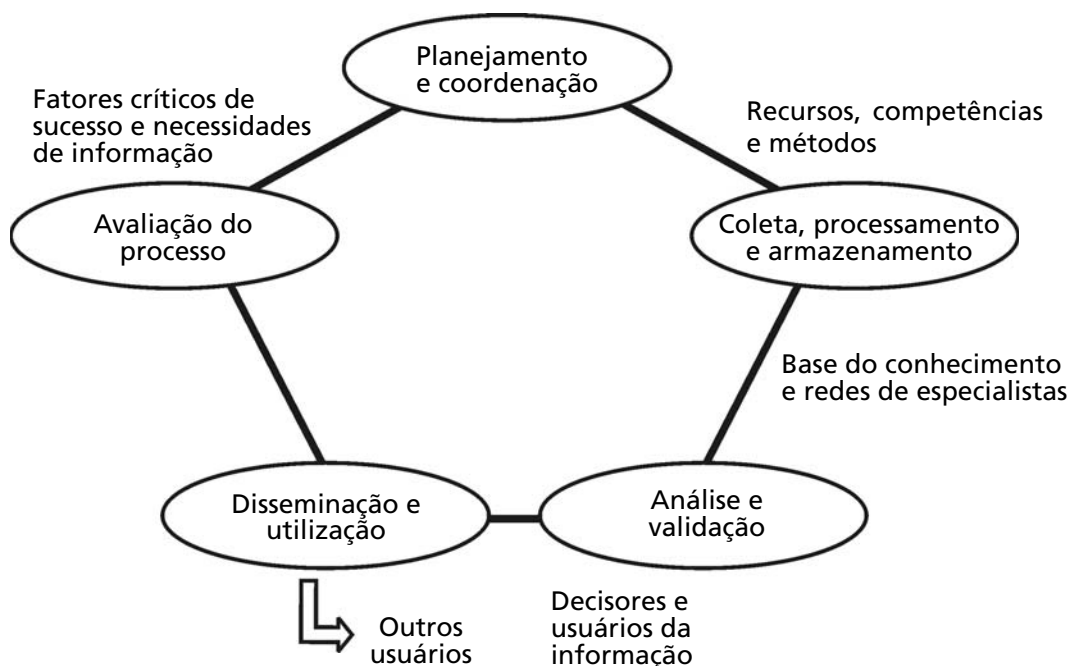 Planejamento
e coordenação
Fatores críticos de
sucesso e necessidades
de informação
Recursos, competências
e métodos
Avaliação do
processo
Coleta, processamento
e armazenamento
Base do conhecimento
e redes de especialistas
Disseminação e
utilização
Análise e
validação
Outros
usuários
Decisores e
usuários da
informação